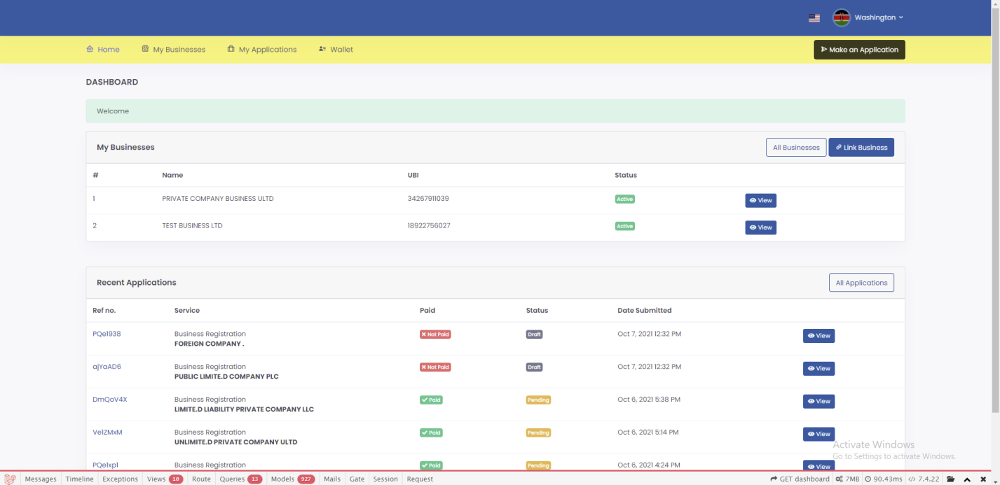 Washington
Home My Businesses My Applications Wallet Make an Application
DASHBOARD
Welcome
My Businesses All Businesses Link Business
# Name UBI Status
1 PRIVATE COMPANY BUSINESS ULTD 34267911039 Active View
2 TEST BUSINESS LTD 18922756027 Active View
Recent Applications All Applications
Ref no. Service Paid Status Date Submitted
PQe1938 Business Registration Not Paid Draft Oct 7, 2021 12:32 PM View
FOREIGN COMPANY .
ajYaAD6 Business Registration Not Paid Draft Oct 7, 2021 12:32 PM View
PUBLIC LIMITE.D COMPANY PLC
DmQoV4X Business Registration Paid Pending Oct 6, 2021 5:38 PM View
LIMITE.D LIABILITY PRIVATE COMPANY LLC
Ve1ZMxM Business Registration Paid Pending Oct 6, 2021 5:14 PM View
UNLIMITE.D PRIVATE COMPANY ULTD
PQe1xp1 Business Registration Paid Pending Oct 6, 2021 4:24 PM View
Activate Windows
Go to Settings to activate Windows.
Messages Timeline Exceptions Views 10 Route Queries 13 Models 927 Mails Gate Session Request GET dashboard 7MB 90.43ms 7.4.22